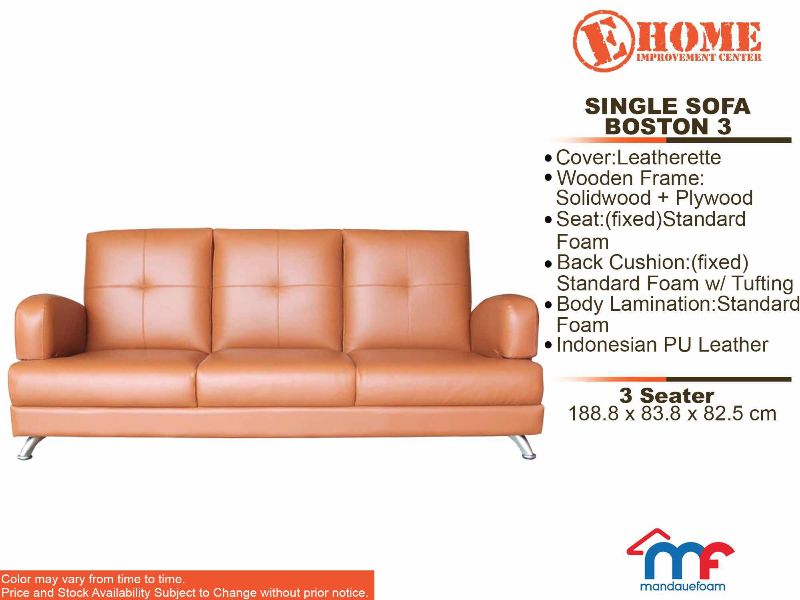 E HOME
IMPROVEMENT CENTER
SINGLE SOFA
BOSTON 3
•Cover:Leatherette
•Wooden Frame:
Solidwood + Plywood
•Seat:(fixed)Standard
Foam
•Back Cushion:(fixed)
Standard Foam w/ Tufting
•Body Lamination:Standard
Foam
•Indonesian PU Leather
3 Seater
188.8 x 83.8 x 82.5 cm
mf
mandauefoam
Color may vary from time to time.
Price and Stock Availability Subject to Change without prior notice.